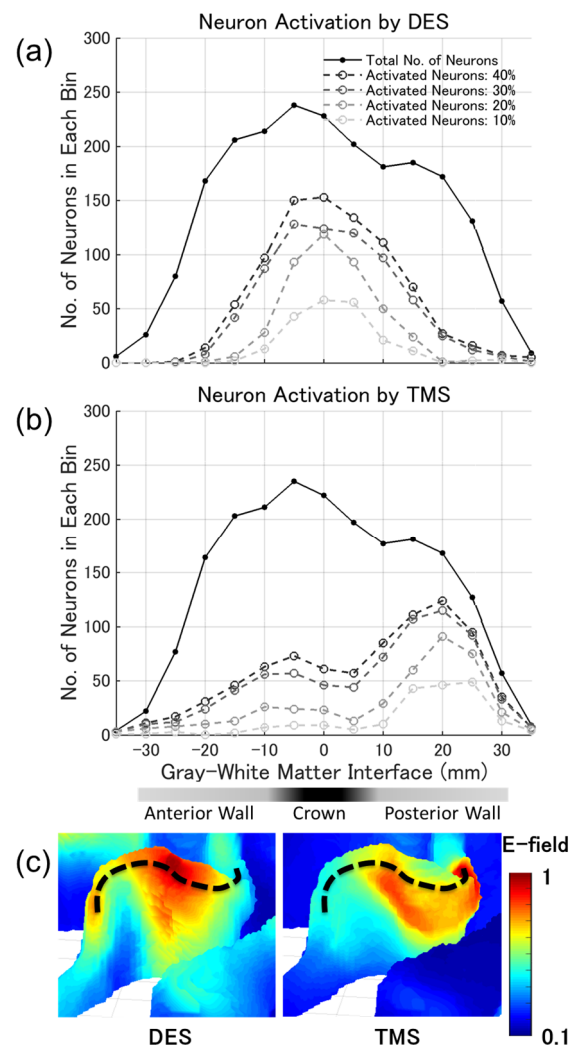 Neuron Activation by DES
(a)
No. of Neurons in Each Bin
300
250
200
150
100
50
0
Total No. of Neurons
Activated Neurons: 40%
Activated Neurons: 30%
Activated Neurons: 20%
Activated Neurons: 10%
Neuron Activation by TMS
(b)
No. of Neurons in Each Bin
300
250
200
150
100
50
0
-30 -20 -10 0 10 20 30
Gray-White Matter Interface (mm)
Anterior Wall Crown Posterior Wall
(c)
E-field
1
0.1
DES TMS